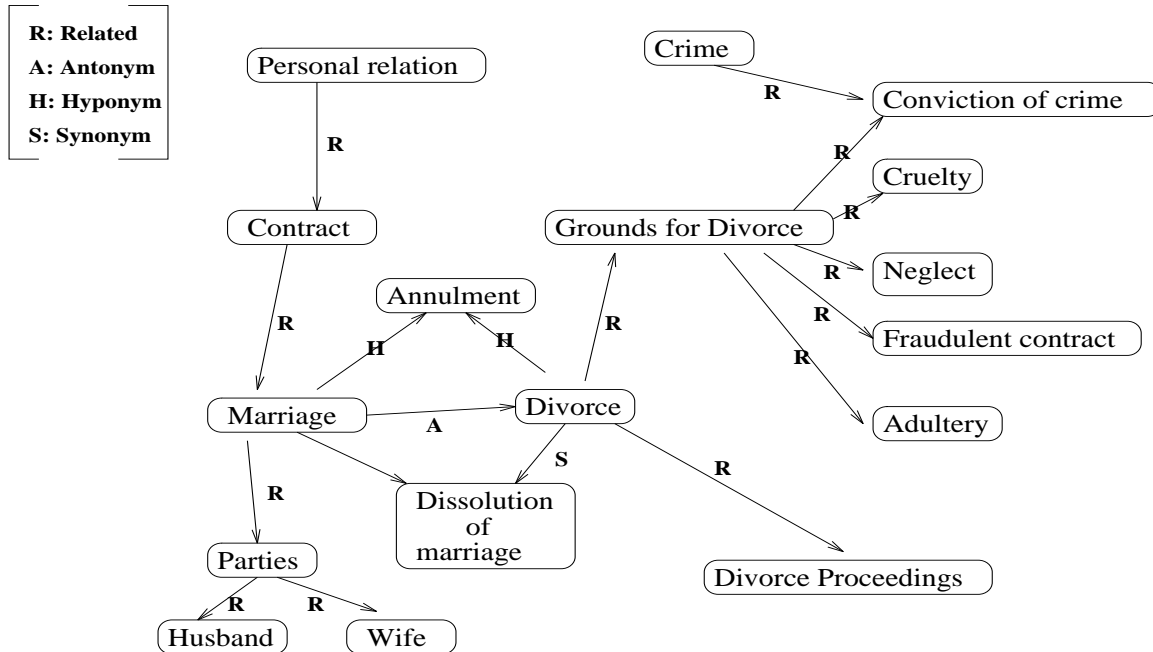 R: Related
A: Antonym
H: Hyponym
S: Synonym
Personal relation
Crime
R
Conviction of crime
R
R
Cruelty
R
Contract
Grounds for Divorce
R
Neglect
Annulment
R
R
R
Fraudulent contract
H
H
R
Marriage
A
Divorce
Adultery
S
R
R
Dissolution
of
marriage
Parties
Divorce Proceedings
R
R
Husband
Wife